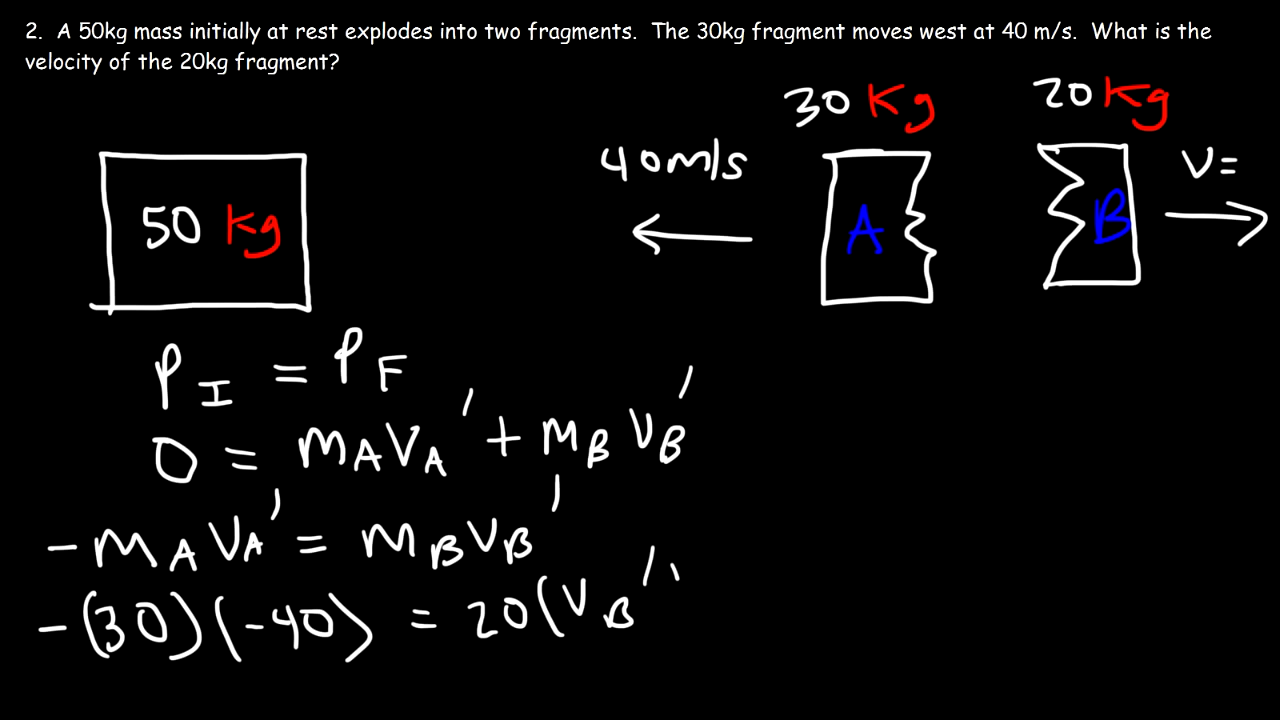 2. A 50kg mass initially at rest explodes into two fragments. The 30kg fragment moves west at 40 m/s. What is the
velocity of the 20kg fragment?
30 Kg
20 Kg
40 m/s
V=
50 Kg
A
B
P_I = P_F
0 = m_A V_A' + m_B V_B'
-m_A V_A' = m_B V_B'
-(30)(-40) = 20(V_B'